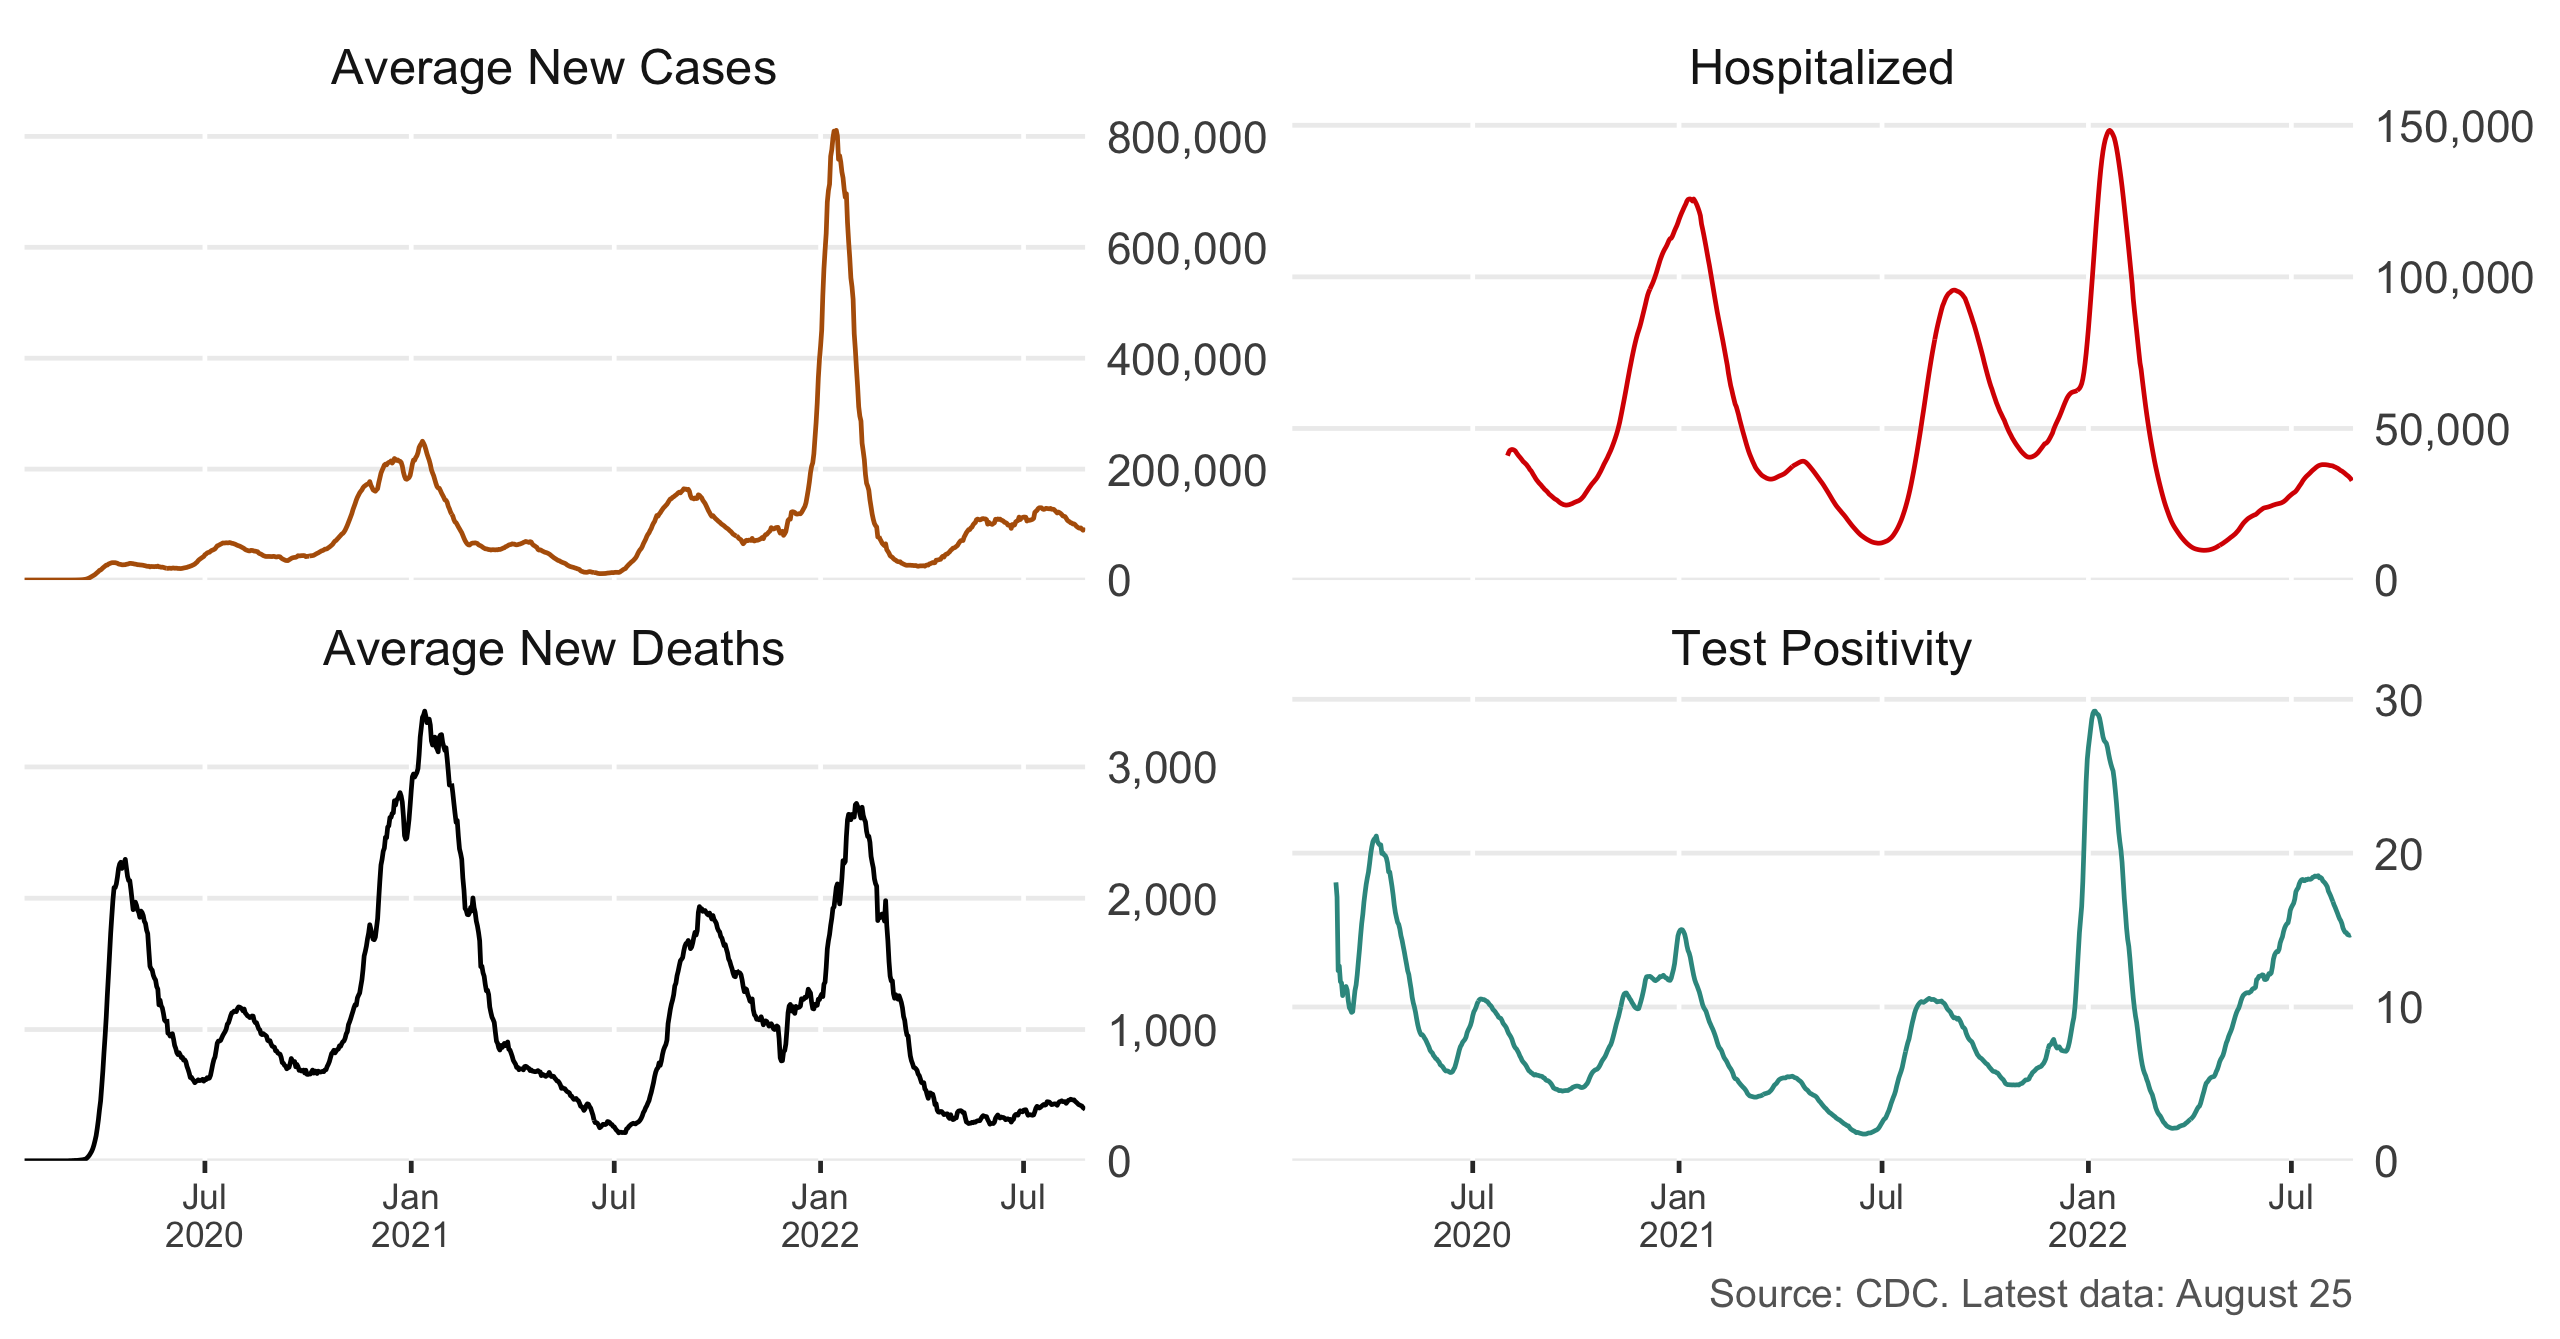 Average New Cases
800,000
600,000
400,000
200,000
0
Hospitalized
150,000
100,000
50,000
0
Average New Deaths
3,000
2,000
1,000
0
Jul Jan Jul Jan Jul
2020 2021 2022
Test Positivity
30
20
10
0
Jul Jan Jul Jan Jul
2020 2021 2022
Source: CDC. Latest data: August 25